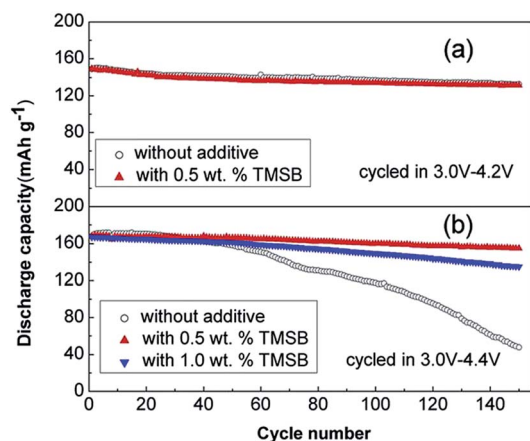 200
(a)
160
120
80
40
without additive
with 0.5 wt. % TMSB
cycled in 3.0V-4.2V
200
(b)
160
120
80
40
0
without additive
with 0.5 wt. % TMSB
with 1.0 wt. % TMSB
cycled in 3.0V-4.4V
0 20 40 60 80 100 120 140
Cycle number
Discharge capacity(mAh g⁻¹)